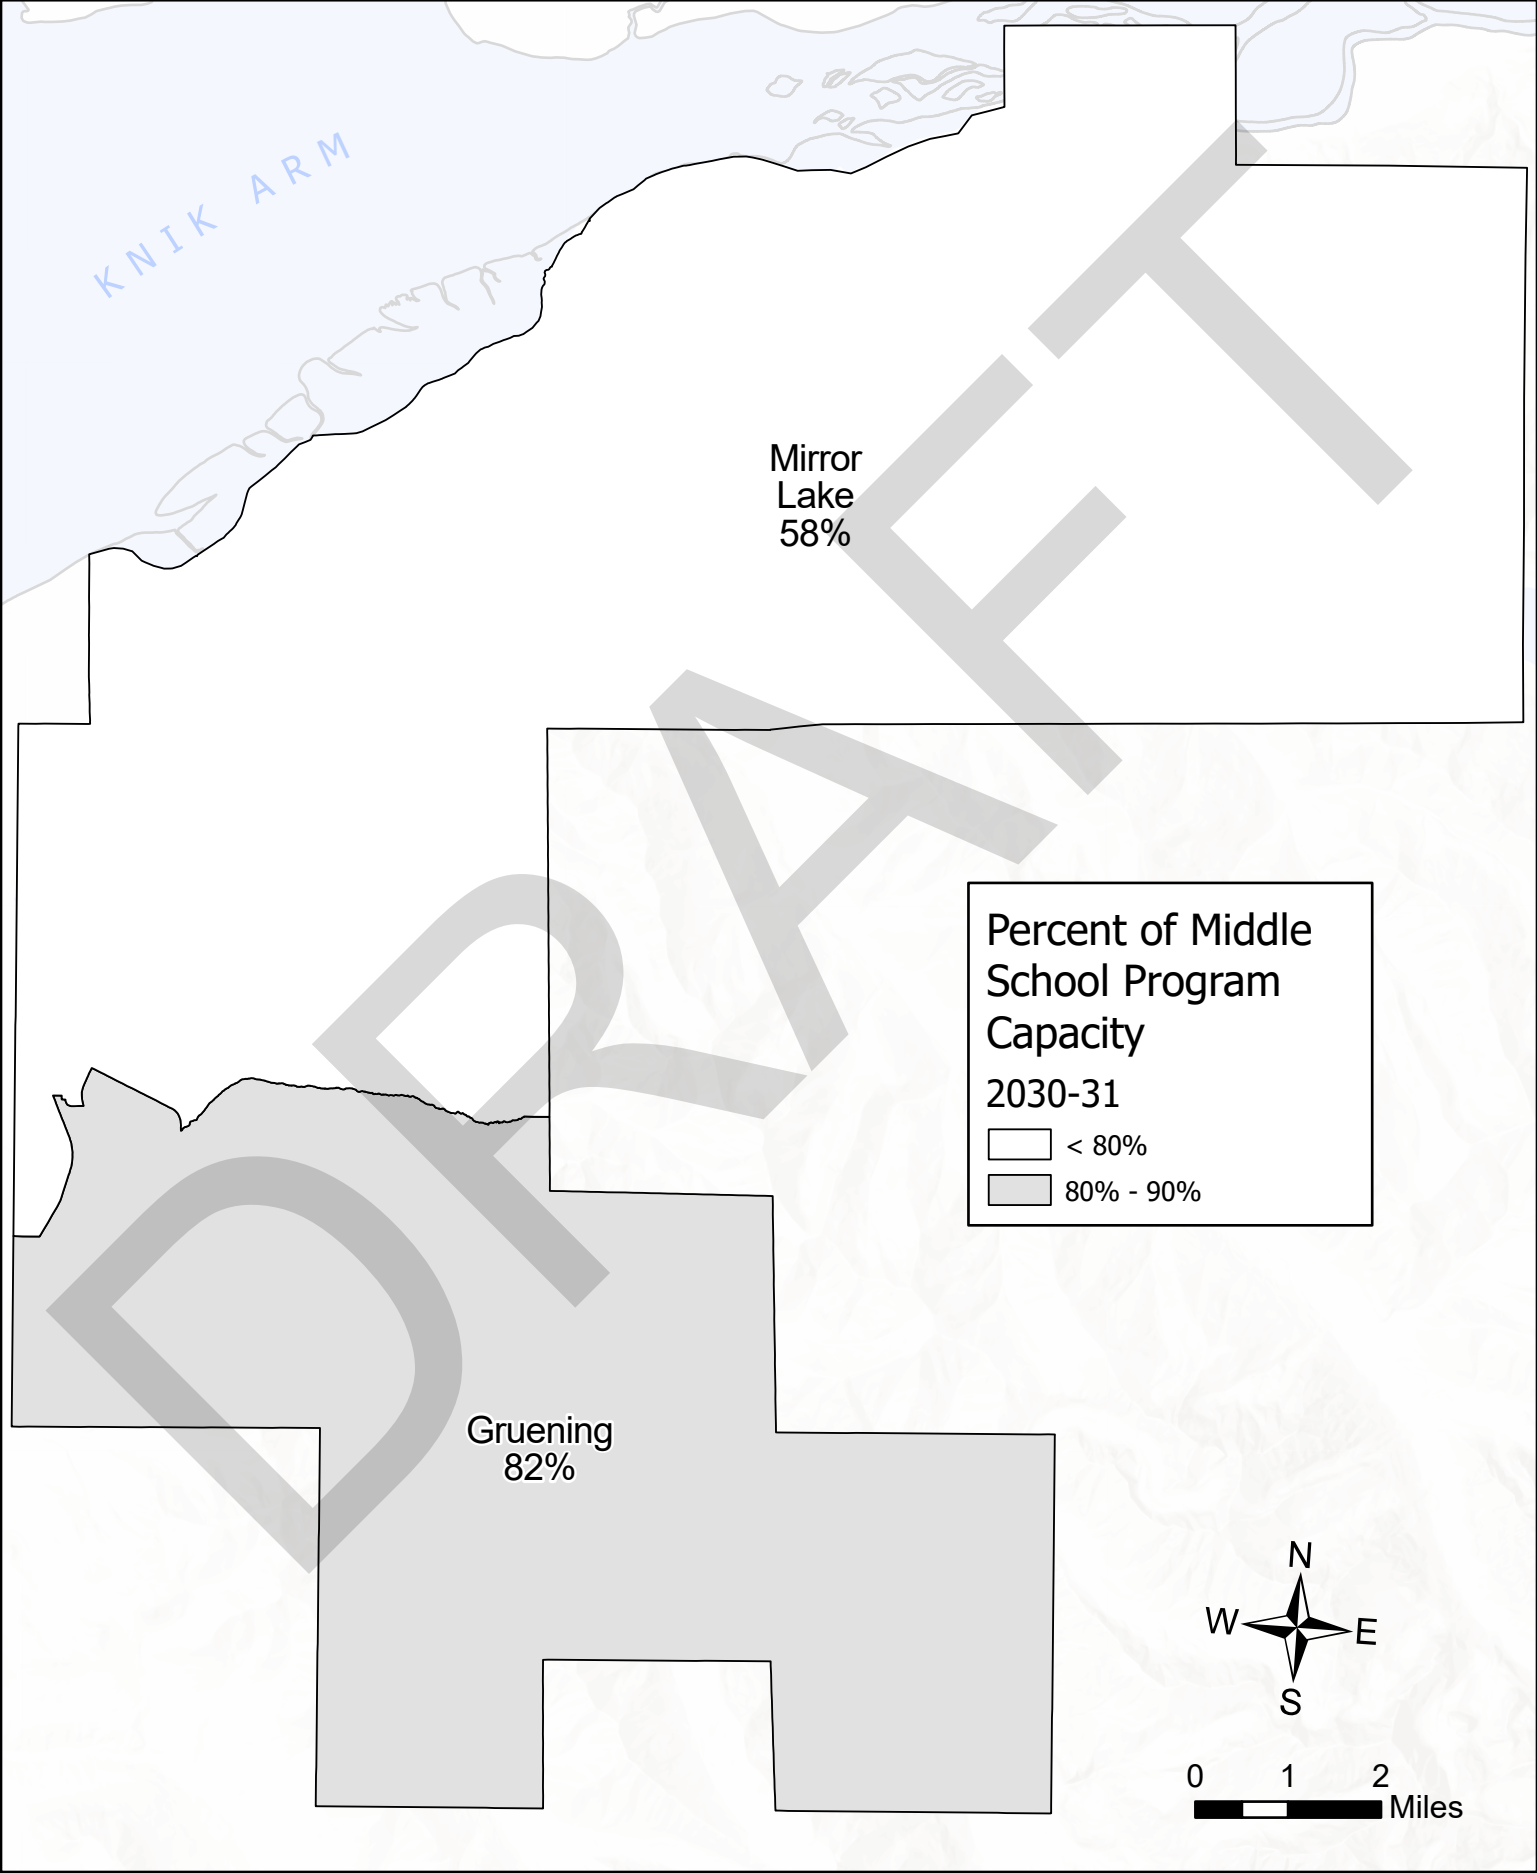 KNIK ARM
Mirror
Lake
58%
DRAFT
Percent of Middle
School Program
Capacity
2030-31
< 80%
80% - 90%
Gruening
82%
N
W E
S
0 1 2
Miles